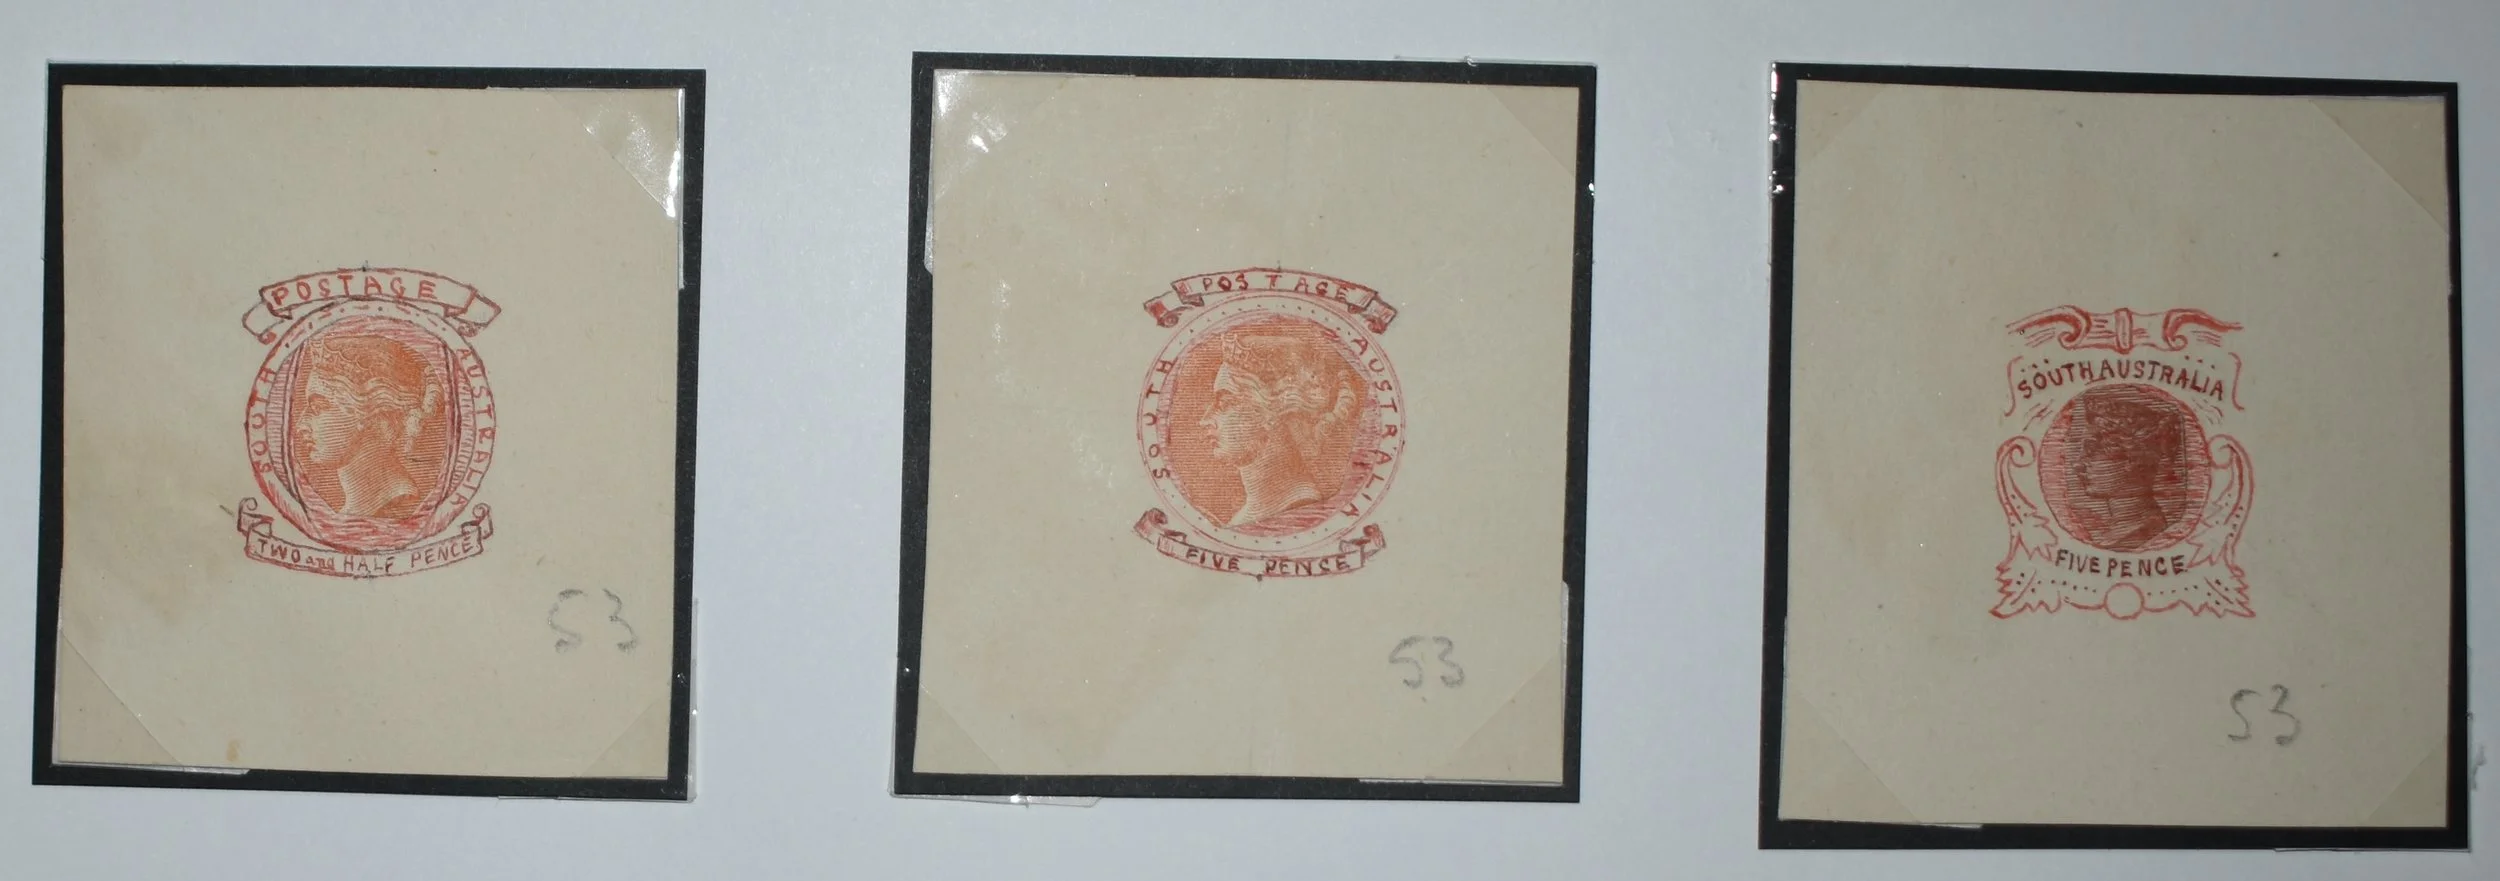 POSTAGE
SOUTH AUSTRALIA
TWO and HALF PENCE
53
POSTAGE
SOUTH AUSTRALIA
FIVE PENCE
53
SOUTH AUSTRALIA
FIVE PENCE
53